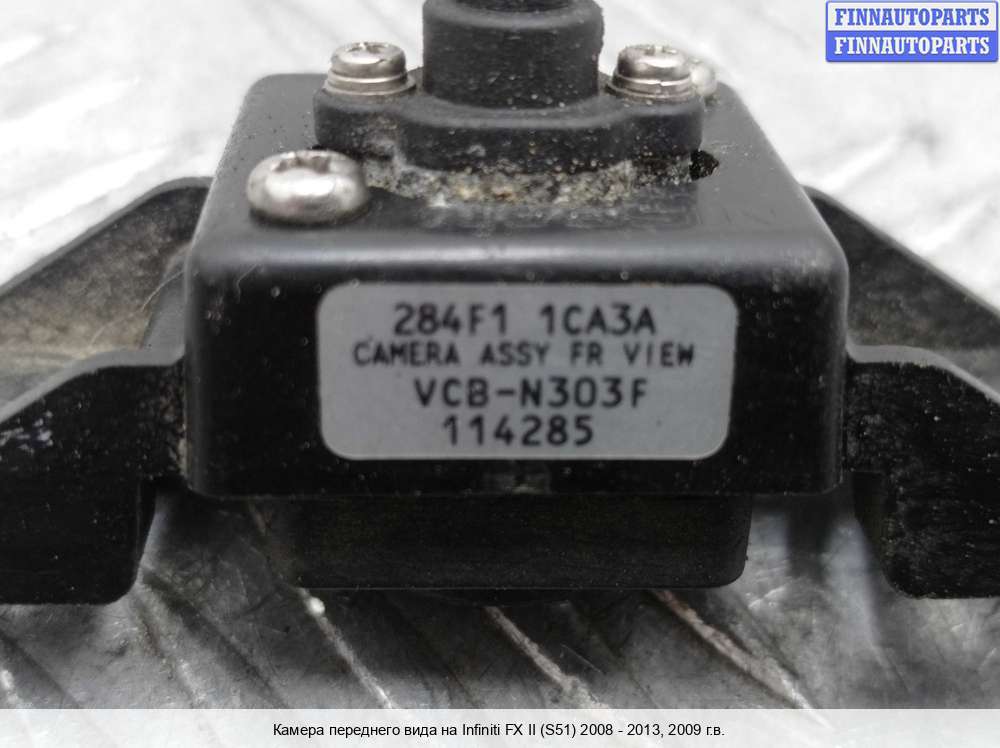 FINNAUTOPARTS
FINNAUTOPARTS
284F1 1CA3A
CAMERA ASSY FR VIEW
VCB-N303F
114285
Камера переднего вида на Infiniti FX II (S51) 2008 - 2013, 2009 г.в.